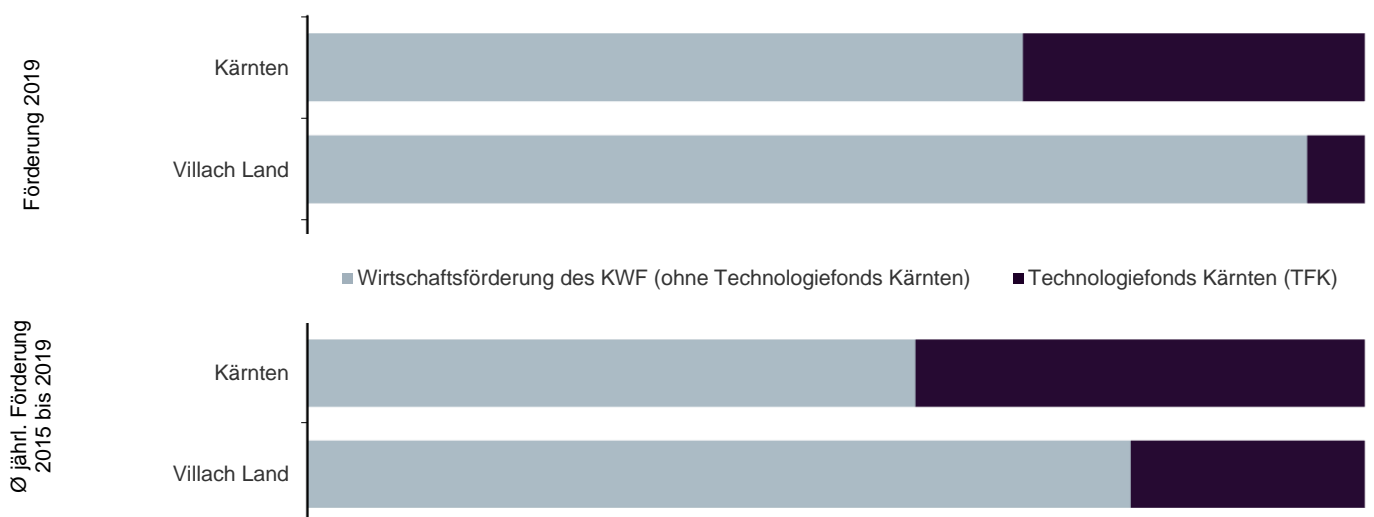 Förderung 2019
Kärnten
Villach Land
Wirtschaftsförderung des KWF (ohne Technologiefonds Kärnten)
Technologiefonds Kärnten (TFK)
Ø jährl. Förderung
2015 bis 2019
Kärnten
Villach Land